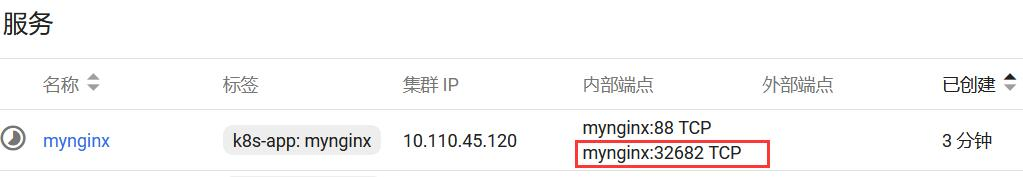 服务
名称 标签 集群 IP 内部端点 外部端点 已创建
mynginx k8s-app: mynginx 10.110.45.120 mynginx:88 TCP 3 分钟
mynginx:32682 TCP